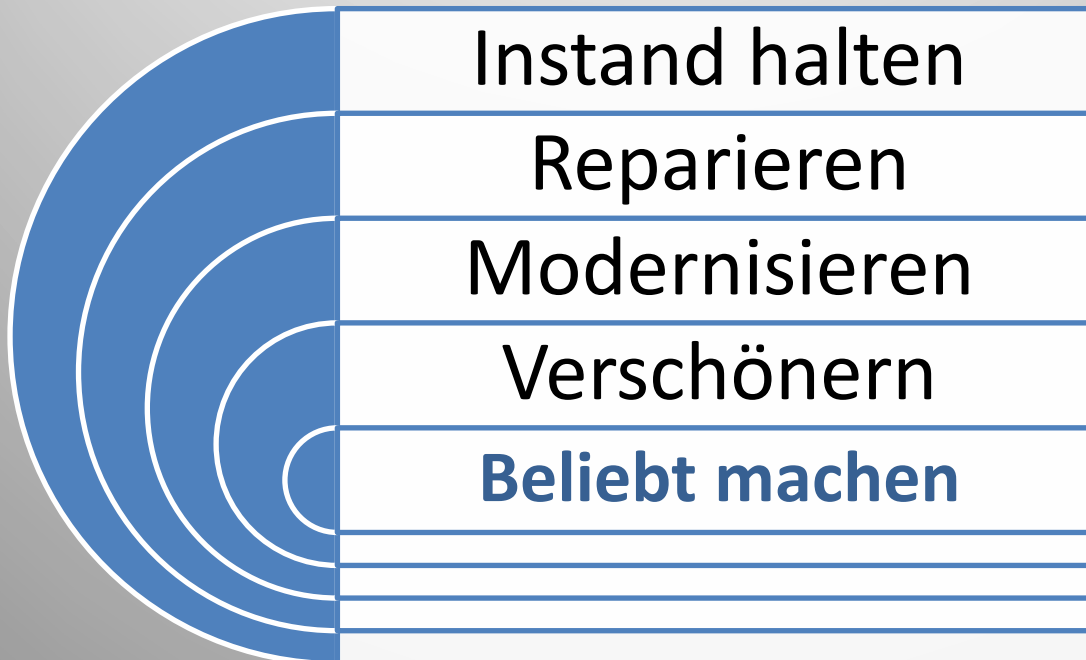 Instand halten
Reparieren
Modernisieren
Verschönern
Beliebt machen